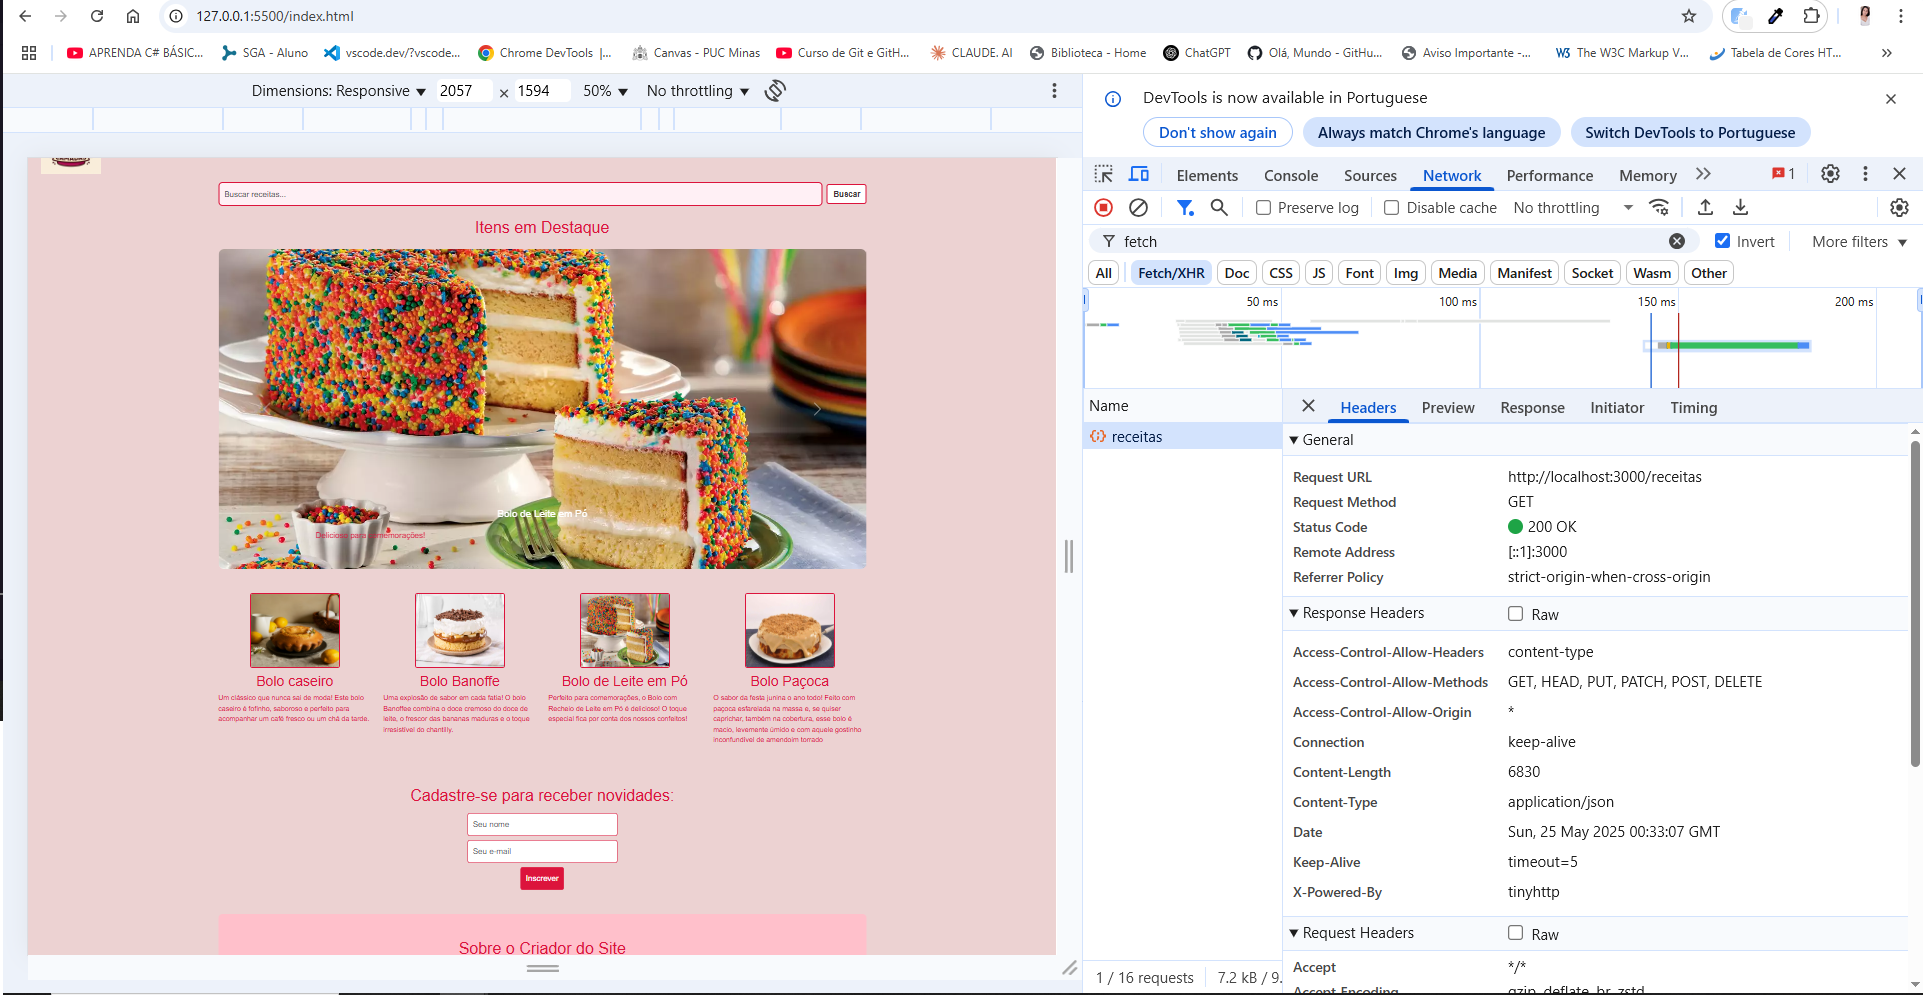 127.0.0.1:5500/index.html
APRENDA C# BÁSIC...
SGA - Aluno
vscode.dev/?vscode...
Chrome DevTools |...
Canvas - PUC Minas
Curso de Git e GitH...
CLAUDE. AI
Biblioteca - Home
ChatGPT
Olá, Mundo - GitHu...
Aviso Importante -...
W3 The W3C Markup V...
Tabela de Cores HT...
Dimensions: Responsive
2057 × 1594
50%
No throttling
Buscar receitas...
Buscar
Itens em Destaque
Bolo de Leite em Pó
Delicioso para comemorações!
Bolo caseiro
Um clássico que nunca sai de moda! Este bolo
caseiro é fofinho, saboroso e perfeito para
acompanhar um café fresco ou um chá da tarde.
Bolo Banoffe
Uma explosão de sabor em cada fatia! O bolo
Banoffee combina o doce cremoso do doce de
leite, o frescor das bananas maduras e o toque
irresistível do chantilly.
Bolo de Leite em Pó
Perfeito para comemorações, o Bolo com
Recheio de Leite em Pó é delicioso! O toque
especial fica por conta dos nossos confeitos!
Bolo Paçoca
O sabor da festa junina o ano todo! Feito com
paçoca esfarelada na massa e, se quiser
caprichar, também na cobertura, esse bolo é
macio, levemente úmido e com aquele gostinho
inconfundível de amendoim torrado
Cadastre-se para receber novidades:
Seu nome
Seu e-mail
Inscrever
Sobre o Criador do Site
DevTools is now available in Portuguese
Don't show again
Always match Chrome's language
Switch DevTools to Portuguese
Elements
Console
Sources
Network
Performance
Memory
1
Preserve log
Disable cache
No throttling
fetch
Invert
More filters
All
Fetch/XHR
Doc
CSS
JS
Font
Img
Media
Manifest
Socket
Wasm
Other
50 ms
100 ms
150 ms
200 ms
Name
receitas
Headers
Preview
Response
Initiator
Timing
General
Request URL
http://localhost:3000/receitas
Request Method
GET
Status Code
200 OK
Remote Address
[::1]:3000
Referrer Policy
strict-origin-when-cross-origin
Response Headers
Raw
Access-Control-Allow-Headers
content-type
Access-Control-Allow-Methods
GET, HEAD, PUT, PATCH, POST, DELETE
Access-Control-Allow-Origin
*
Connection
keep-alive
Content-Length
6830
Content-Type
application/json
Date
Sun, 25 May 2025 00:33:07 GMT
Keep-Alive
timeout=5
X-Powered-By
tinyhttp
Request Headers
Raw
Accept
*/*
Accept-Encoding
gzip, deflate, br, zstd
1 / 16 requests
7.2 kB / 9.